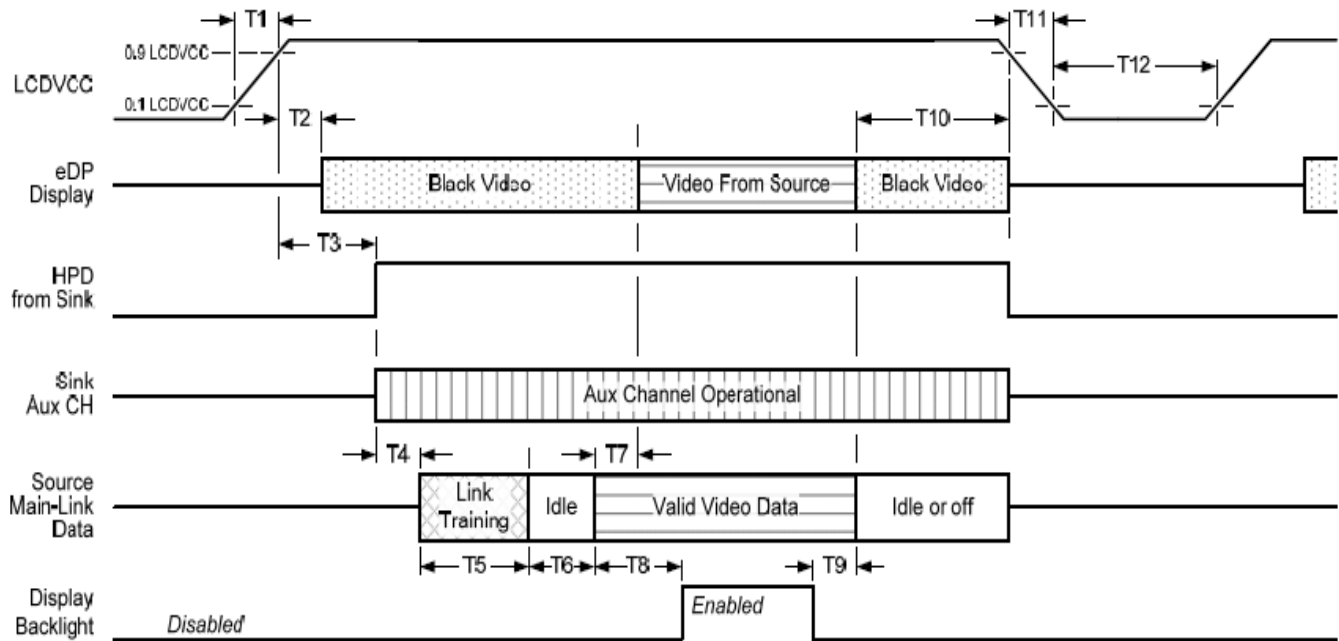 T1
T11
0.9 LCDVCC
LCDVCC
T12
0.1 LCDVCC
T2
T10
eDP
Display
Black Video
Video From Source
Black Video
T3
HPD
from Sink
Sink
Aux CH
Aux Channel Operational
T4
T7
Source
Main-Link
Data
Link
Training
Idle
Valid Video Data
Idle or off
T5
T6
T8
T9
Display
Backlight
Disabled
Enabled